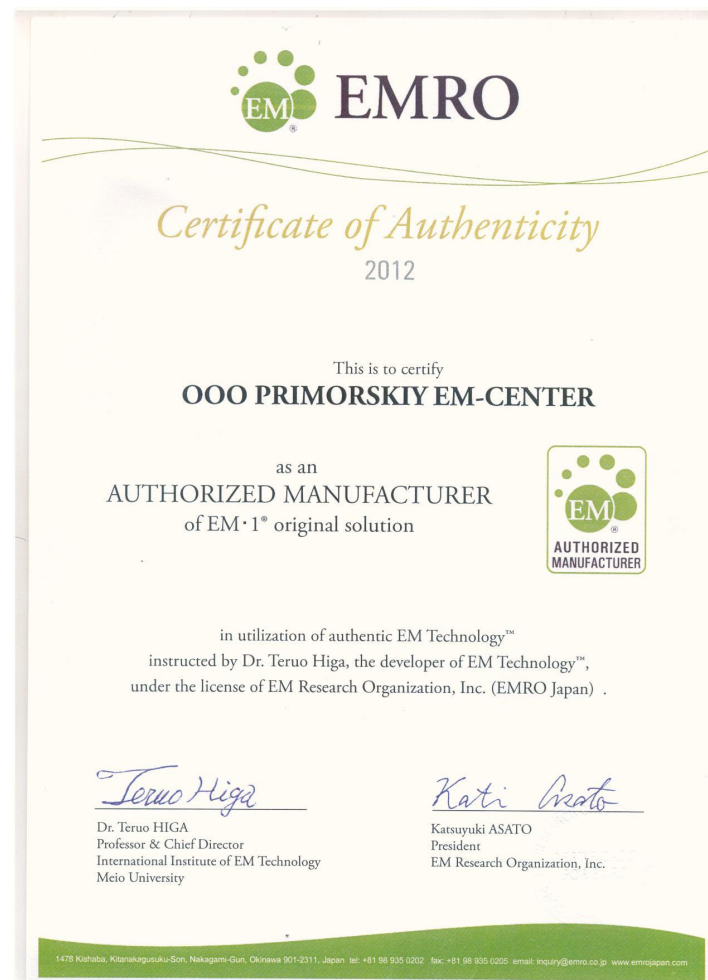 EM® EMRO
Certificate of Authenticity
2012
This is to certify
OOO PRIMORSKIY EM-CENTER
as an
AUTHORIZED MANUFACTURER
of EM・1® original solution
EM®
AUTHORIZED
MANUFACTURER
in utilization of authentic EM Technology™
instructed by Dr. Teruo Higa, the developer of EM Technology™,
under the license of EM Research Organization, Inc. (EMRO Japan) .
Teruo Higa
Dr. Teruo HIGA
Professor & Chief Director
International Institute of EM Technology
Meio University
Kati Asato
Katsuyuki ASATO
President
EM Research Organization, Inc.
1478 Kishaba, Kitanakagusuku-Son, Nakagami-Gun, Okinawa 901-2311, Japan tel: +81 98 935 0202 fax: +81 98 935 0205 email: inquiry@emro.co.jp www.emrojapan.com